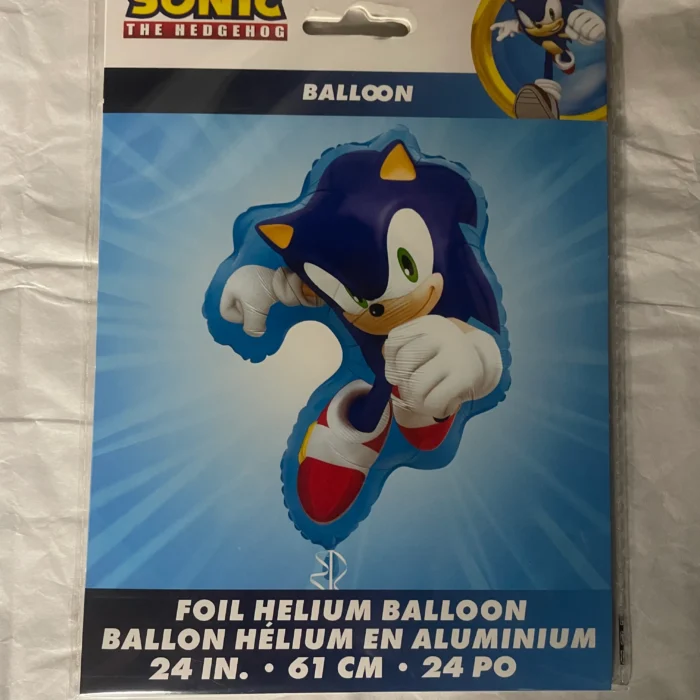 SONIC
THE HEDGEHOG
BALLOON
FOIL HELIUM BALLOON
BALLON HÉLIUM EN ALUMINIUM
24 IN. • 61 CM • 24 PO